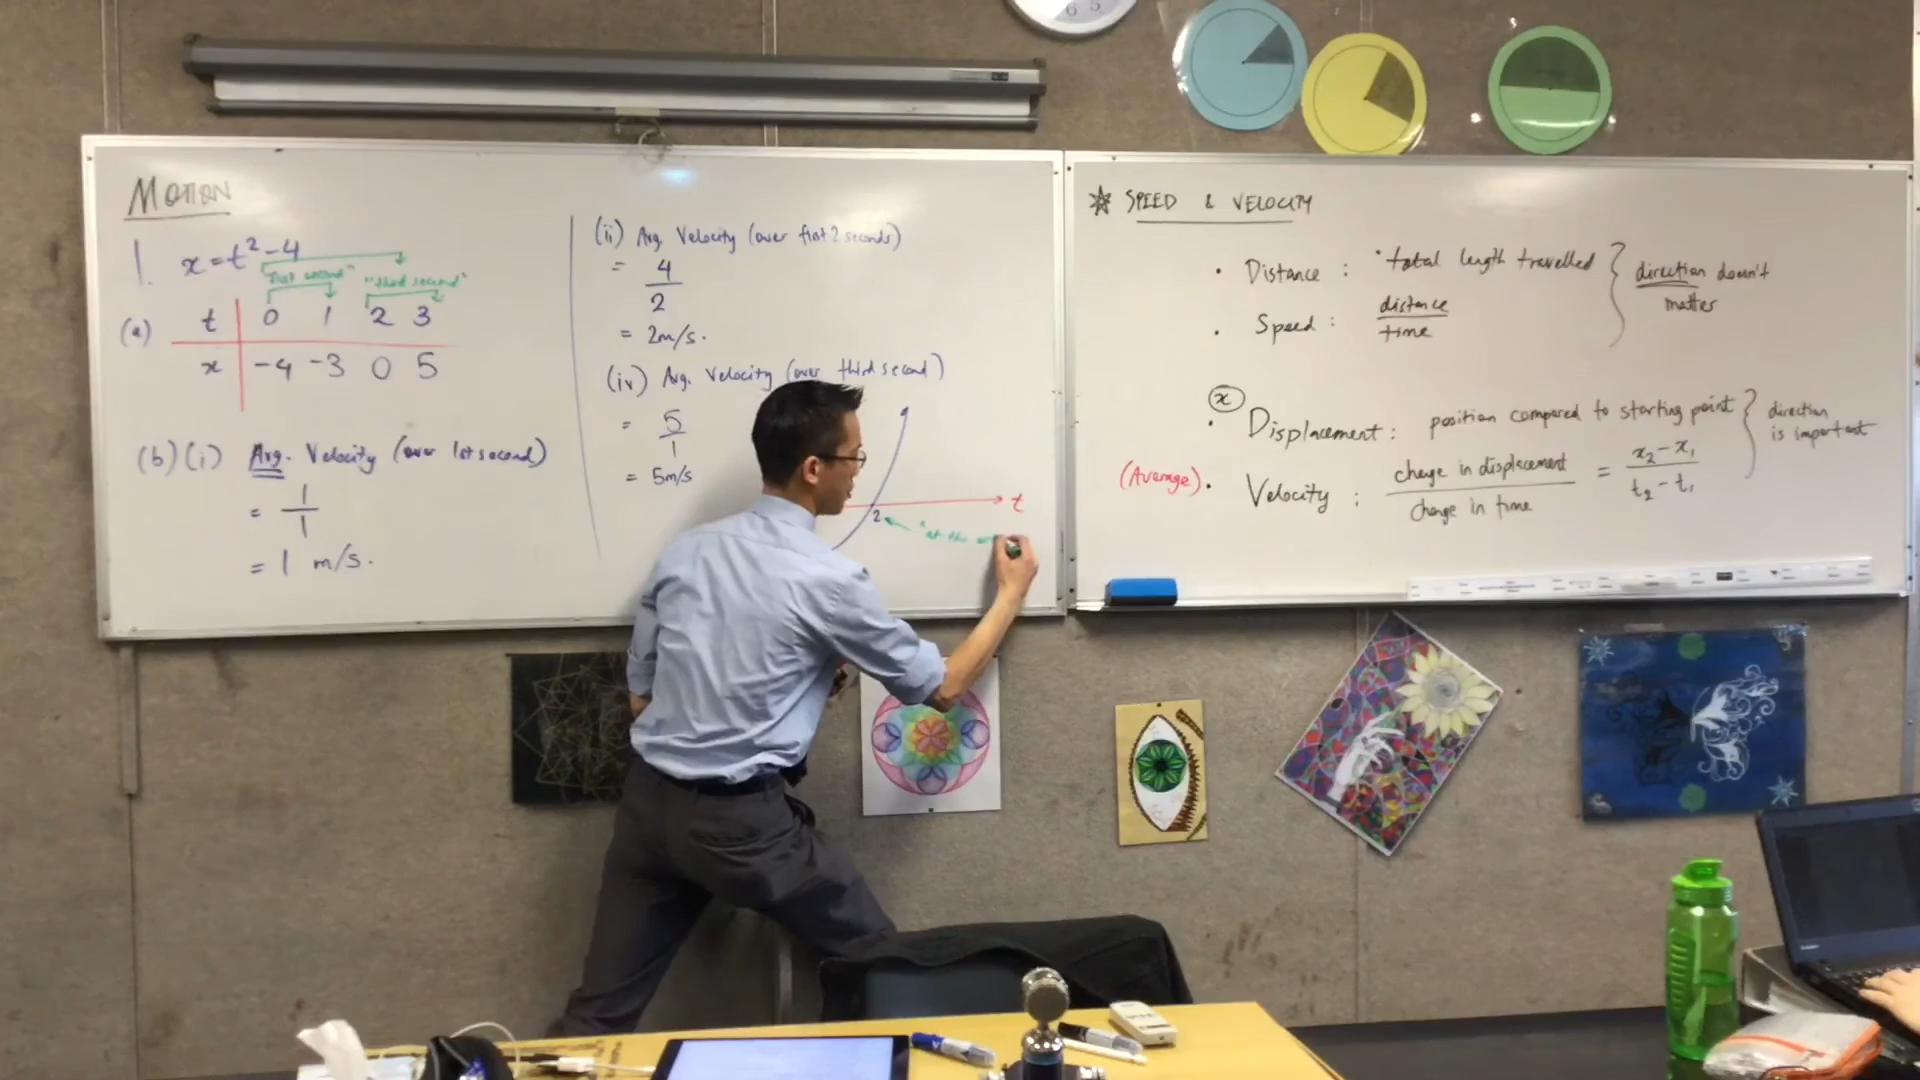 MOTION
1. x = t² - 4
"first second"
"third second"
(a) t 0 1 2 3
x -4 -3 0 5
(b) (i) Avg. Velocity (over 1st second)
= 1/1
= 1 m/s.
(ii) Avg. Velocity (over first 2 seconds)
= 4/2
= 2m/s.
(iv) Avg. Velocity (over third second)
= 5/1
= 5m/s
t
2
"at the
SPEED & VELOCITY
• Distance : total length travelled
• Speed : distance/time
direction doesn't
matter
x
• Displacement : position compared to starting point
direction
is important
(Average) • Velocity : change in displacement/change in time = x₂ - x₁/t₂ - t₁
6 5